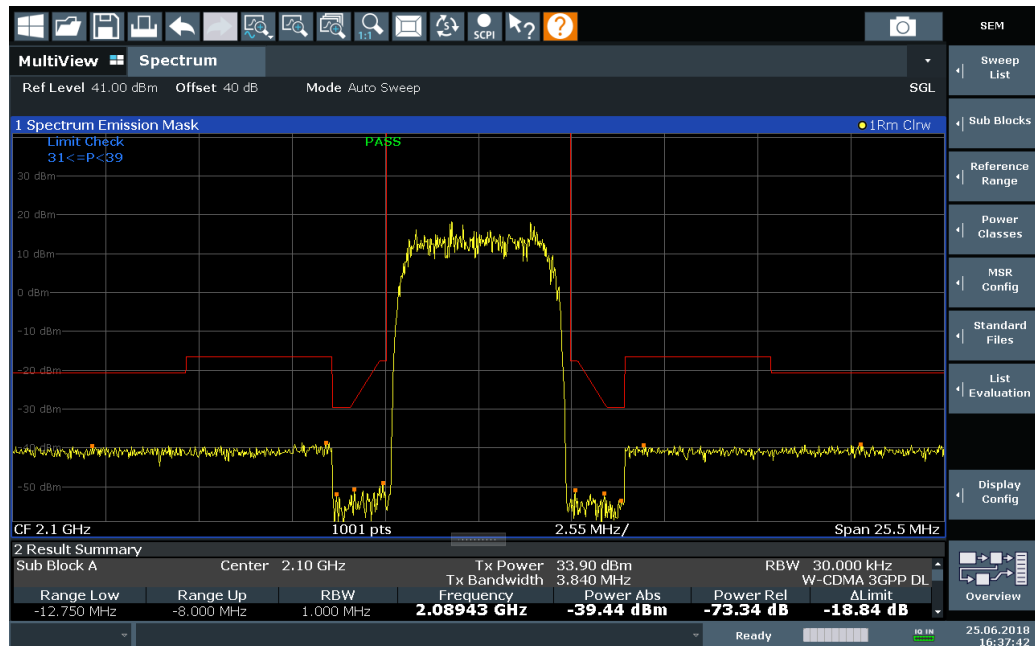 1:1
SCPI
SEM
MultiView
Spectrum
Ref Level 41.00 dBm Offset 40 dB Mode Auto Sweep SGL
1 Spectrum Emission Mask 1Rm Clrw
Limit Check PASS
31<=P<39
30 dBm
20 dBm
10 dBm
0 dBm
-10 dBm
-20 dBm
-30 dBm
-40 dBm
-50 dBm
CF 2.1 GHz 1001 pts 2.55 MHz/ Span 25.5 MHz
2 Result Summary
Sub Block A Center 2.10 GHz Tx Power 33.90 dBm RBW 30.000 kHz
Tx Bandwidth 3.840 MHz W-CDMA 3GPP DL
Range Low Range Up RBW Frequency Power Abs Power Rel ΔLimit
-12.750 MHz -8.000 MHz 1.000 MHz 2.08943 GHz -39.44 dBm -73.34 dB -18.84 dB
Ready
IQ IN
25.06.2018
16:37:42
Sweep
List
Sub Blocks
Reference
Range
Power
Classes
MSR
Config
Standard
Files
List
Evaluation
Display
Config
Overview